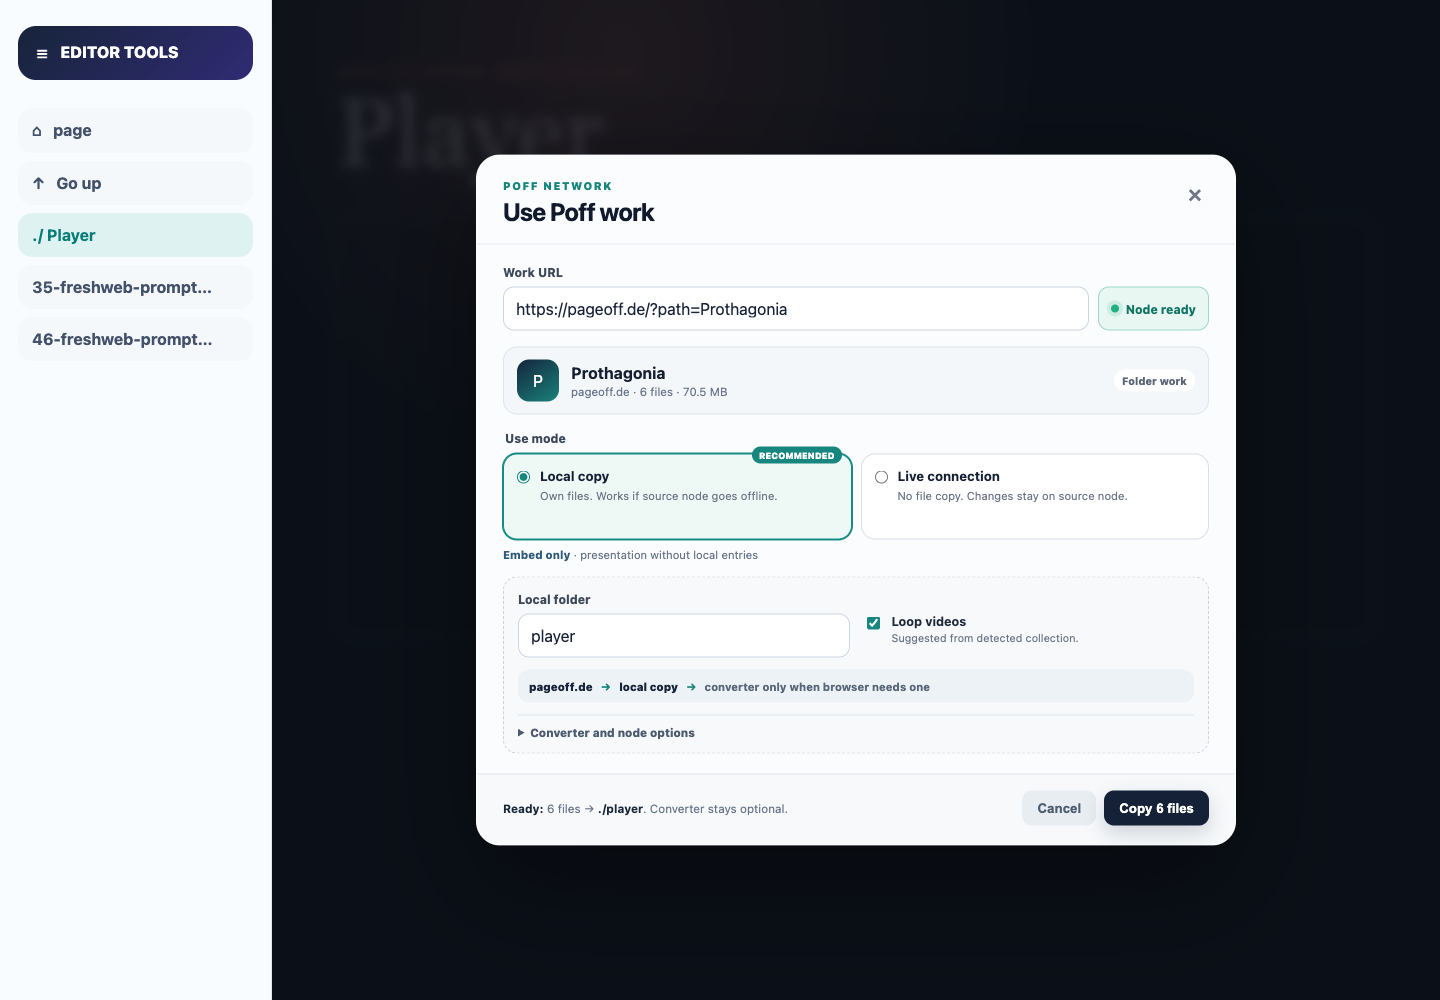 ≡ EDITOR TOOLS
⌂ page
↑ Go up
./ Player
35-freshweb-prompt...
46-freshweb-prompt...
Player
POFF NETWORK
Use Poff work
✕
Work URL
https://pageoff.de/?path=Prothagonia
Node ready
P
Prothagonia
pageoff.de · 6 files · 70.5 MB
Folder work
Use mode
RECOMMENDED
Local copy
Own files. Works if source node goes offline.
Live connection
No file copy. Changes stay on source node.
Embed only · presentation without local entries
Local folder
player
Loop videos
Suggested from detected collection.
pageoff.de → local copy → converter only when browser needs one
▶ Converter and node options
Ready: 6 files → ./player. Converter stays optional.
Cancel
Copy 6 files